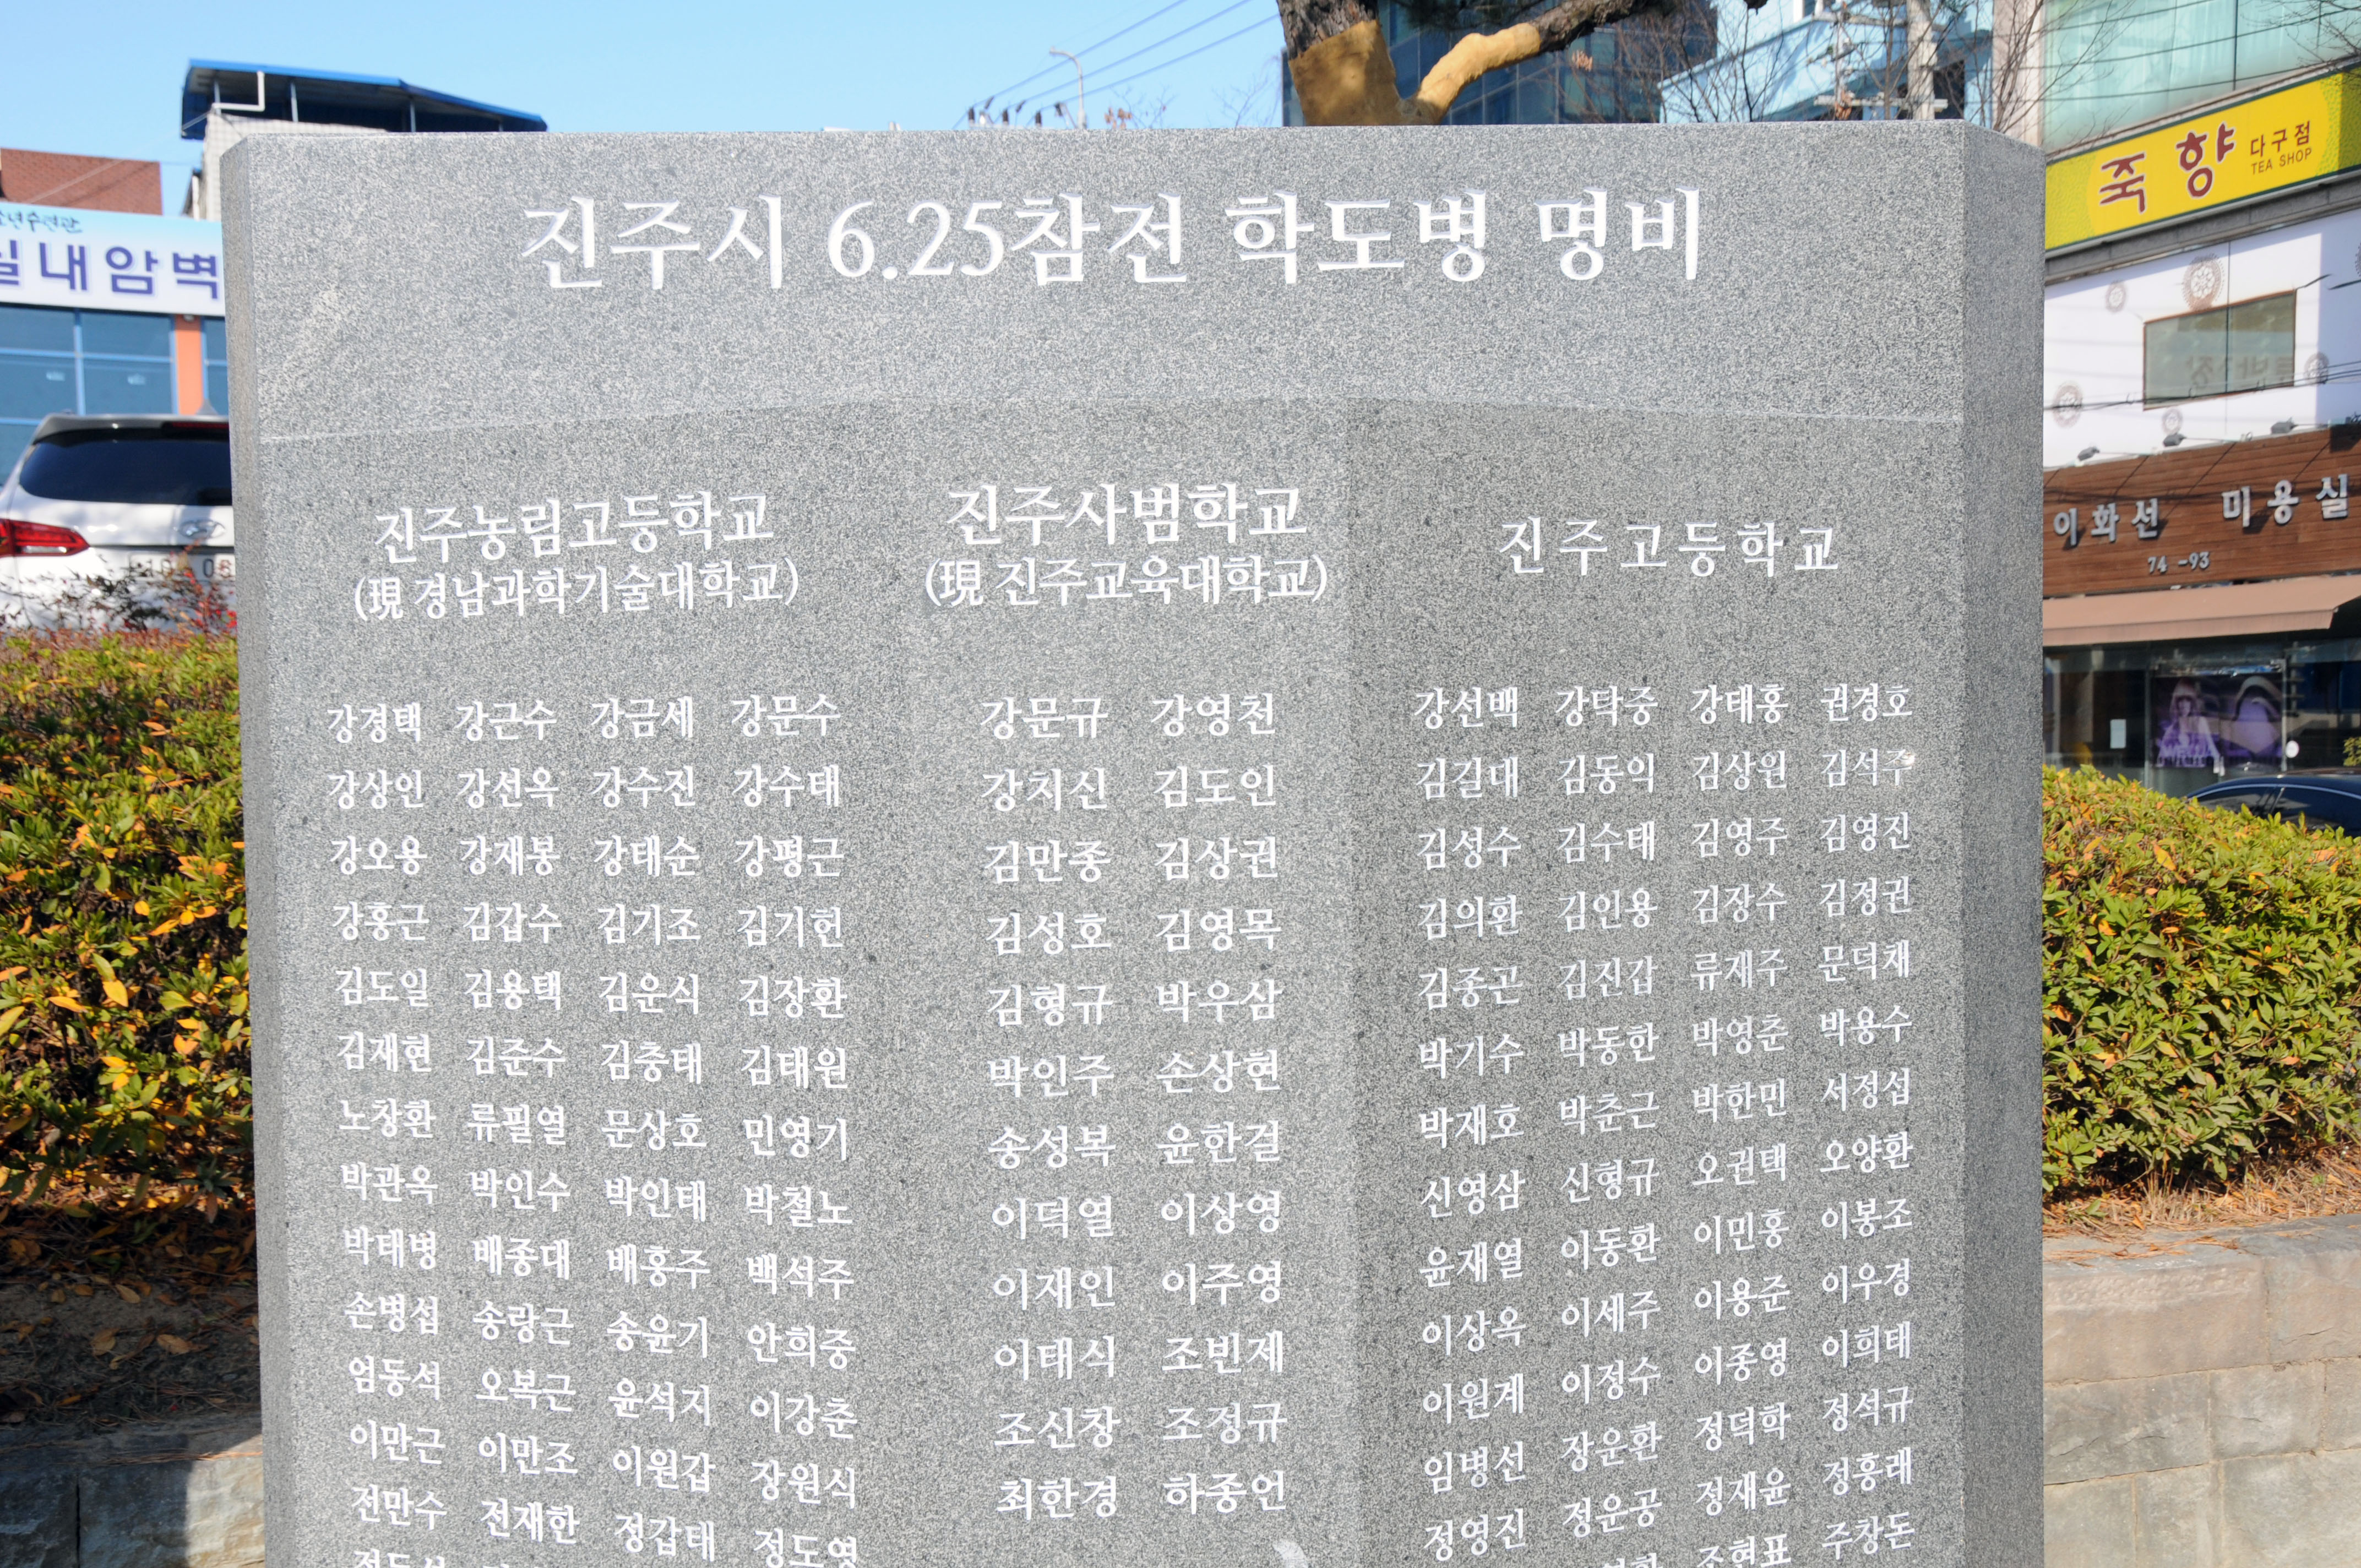 진주시 6.25참전 학도병 명비
진주농림고등학교
(現 경남과학기술대학교)
강경택 강근수 강금세 강문수
강상인 강선옥 강수진 강수대
강오용 강재봉 강태순 강평근
강홍근 김갑수 김기조 김기헌
김도일 김용택 김운식 김장환
김재현 김준수 김충대 김태원
노창환 류필열 문상호 민영기
박관옥 박인수 박인태 박철노
박태병 배종대 배홍주 백석주
손병섭 송랑근 송윤기 안희중
엄동석 오복근 윤석지 이강춘
이만근 이만조 이원갑 장원식
전만수 전재한 정갑태 정도영
진주사범학교
(現 진주교육대학교)
강문규 강영천
강치신 김도인
김만종 김상권
김성호 김영목
김형규 박우삼
박인주 손상현
송성복 윤한걸
이덕열 이상영
이재인 이주영
이태식 조빈제
조신창 조정규
최한경 하종언
진주고등학교
강선백 강탁중 강태홍 권경호
김길대 김동익 김상원 김석주
김성수 김수태 김영주 김영진
김의환 김인용 김장수 김정권
김종곤 김진갑 류재주 문덕채
박기수 박동한 박영춘 박용수
박재호 박춘근 박한민 서정섭
신영삼 신형규 오권택 오양환
윤재열 이동환 이민홍 이봉조
이상옥 이세주 이용준 이우경
이원계 이정수 이종영 이희태
임병선 장운환 정덕학 정석규
정영진 정운공 정재윤 정흥래
조현표 주창돈
실내암벽
죽향 다구점
TEA SHOP
이화선 미용실
74-93